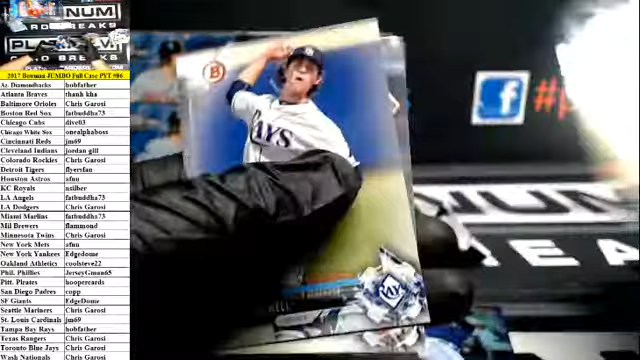 2017 Bowman JUMBO Full Case PYT #86
Az Diamondbacks hobfather
Atlanta Braves thanh kha
Baltimore Orioles Chris Garosi
Boston Red Sox fatbuddha73
Chicago Cubs dive03
Chicago White Sox onealphaboss
Cincinnati Reds jm69
Cleveland Indians jordan gill
Colorado Rockies Chris Garosi
Detroit Tigers flyersfan
Houston Astros afnu
KC Royals nsilber
LA Angels fatbuddha73
LA Dodgers Chris Garosi
Miami Marlins fatbuddha73
Mil Brewers flammond
Minnesota Twins Chris Garosi
New York Mets afnu
New York Yankees Edgedome
Oakland Athletics coolsteve22
Phil. Phillies JerseyGman65
Pitt. Pirates hoopercards
San Diego Padres copp
SF Giants EdgeDome
Seattle Mariners Chris Garosi
St. Louis Cardinals jm69
Tampa Bay Rays hobfather
Texas Rangers Chris Garosi
Toronto Blue Jays Chris Garosi
Wash Nationals Chris Garosi
B
RAYS
RAYS
f